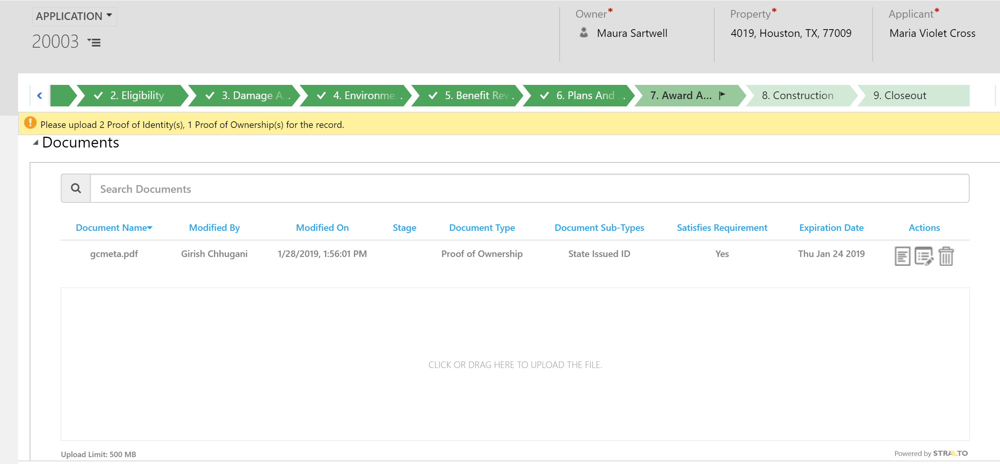 APPLICATION
20003
Owner*
Maura Sartwell
Property*
4019, Houston, TX, 77009
Applicant*
Maria Violet Cross
2. Eligibility
3. Damage A...
4. Environme...
5. Benefit Rev...
6. Plans And ...
7. Award A...
8. Construction
9. Closeout
Please upload 2 Proof of Identity(s), 1 Proof of Ownership(s) for the record.
Documents
Search Documents
Document Name Modified By Modified On Stage Document Type Document Sub-Types Satisfies Requirement Expiration Date Actions
gcmeta.pdf Girish Chhugani 1/28/2019, 1:56:01 PM Proof of Ownership State Issued ID Yes Thu Jan 24 2019
CLICK OR DRAG HERE TO UPLOAD THE FILE.
Upload Limit: 500 MB
Powered by STRALTO